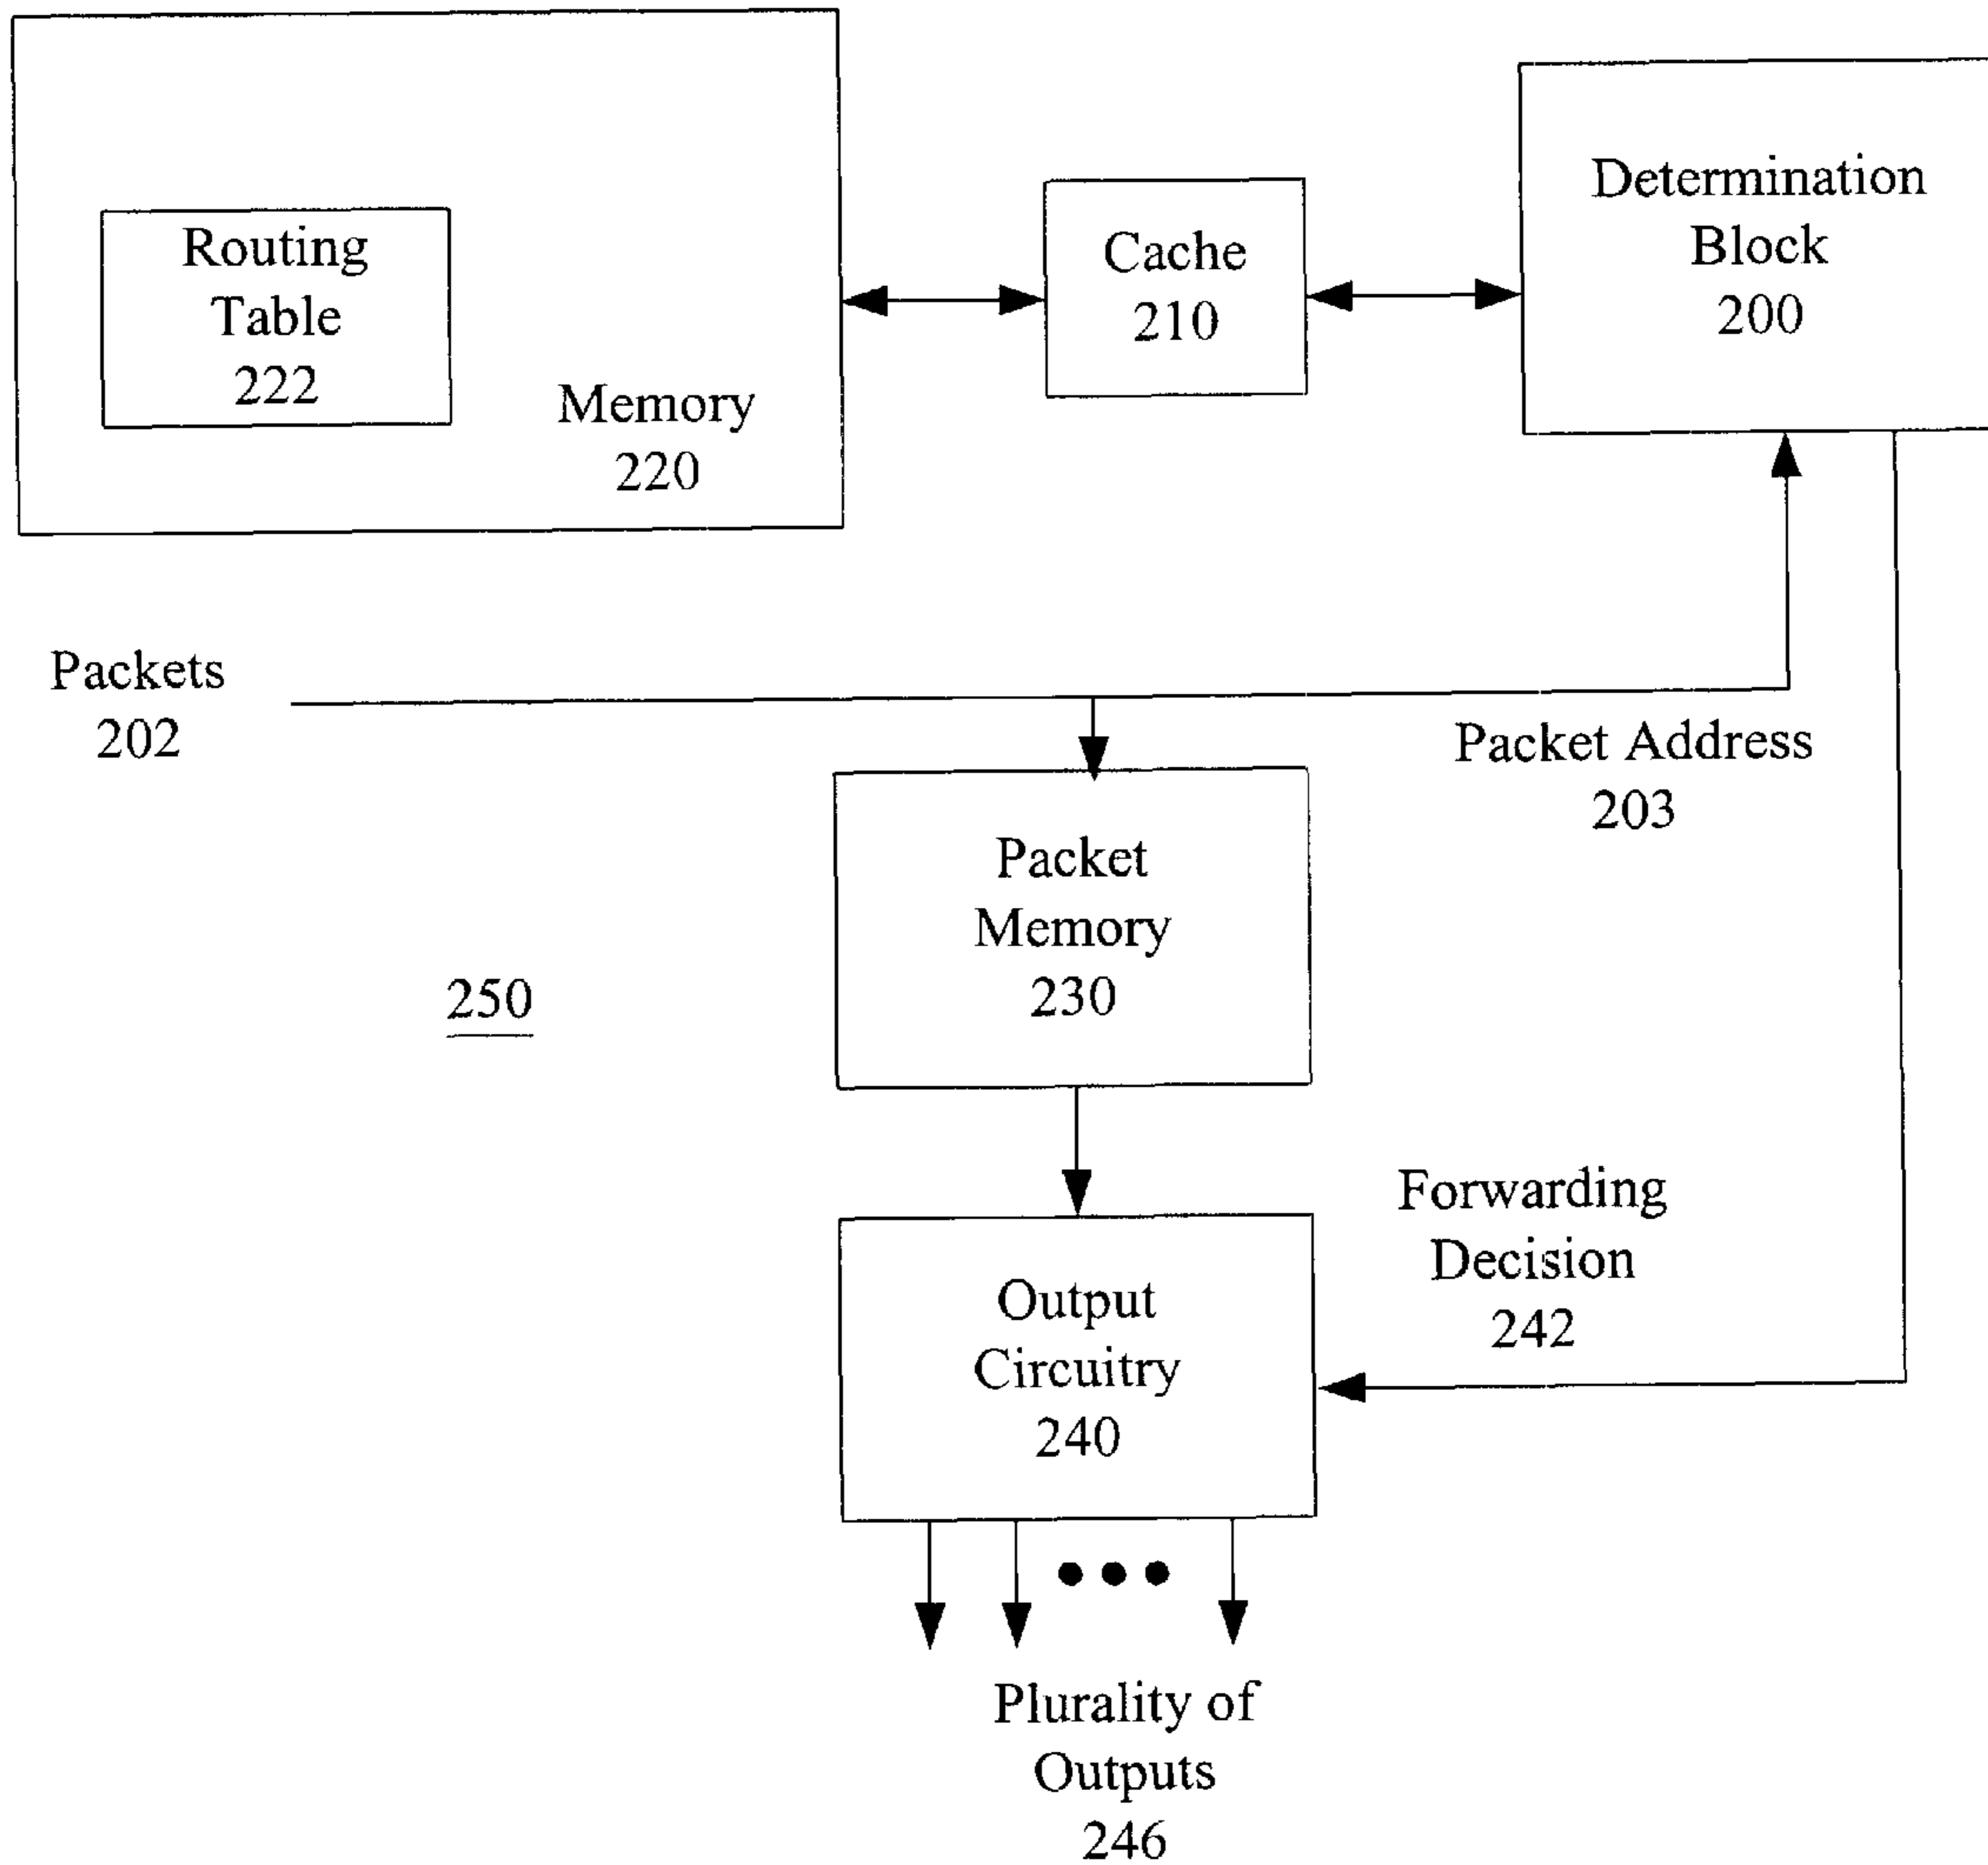 Routing
Table
222
Memory
220
Cache
210
Determination
Block
200
Packets
202
Packet Address
203
Packet
Memory
230
250
Forwarding
Decision
242
Output
Circuitry
240
Plurality of
Outputs
246